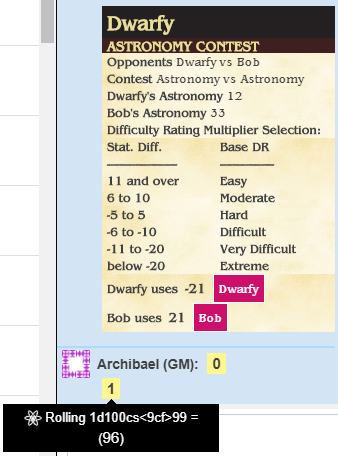 Dwarfy
ASTRONOMY CONTEST
Opponents Dwarfy vs Bob
Contest Astronomy vs Astronomy
Dwarfy's Astronomy 12
Bob's Astronomy 33
Difficulty Rating Multiplier Selection:
Stat. Diff. Base DR
11 and over Easy
6 to 10 Moderate
-5 to 5 Hard
-6 to -10 Difficult
-11 to -20 Very Difficult
below -20 Extreme
Dwarfy uses -21 Dwarfy
Bob uses 21 Bob
Archibael (GM): 0
1
Rolling 1d100cs<9cf>99 =
(96)